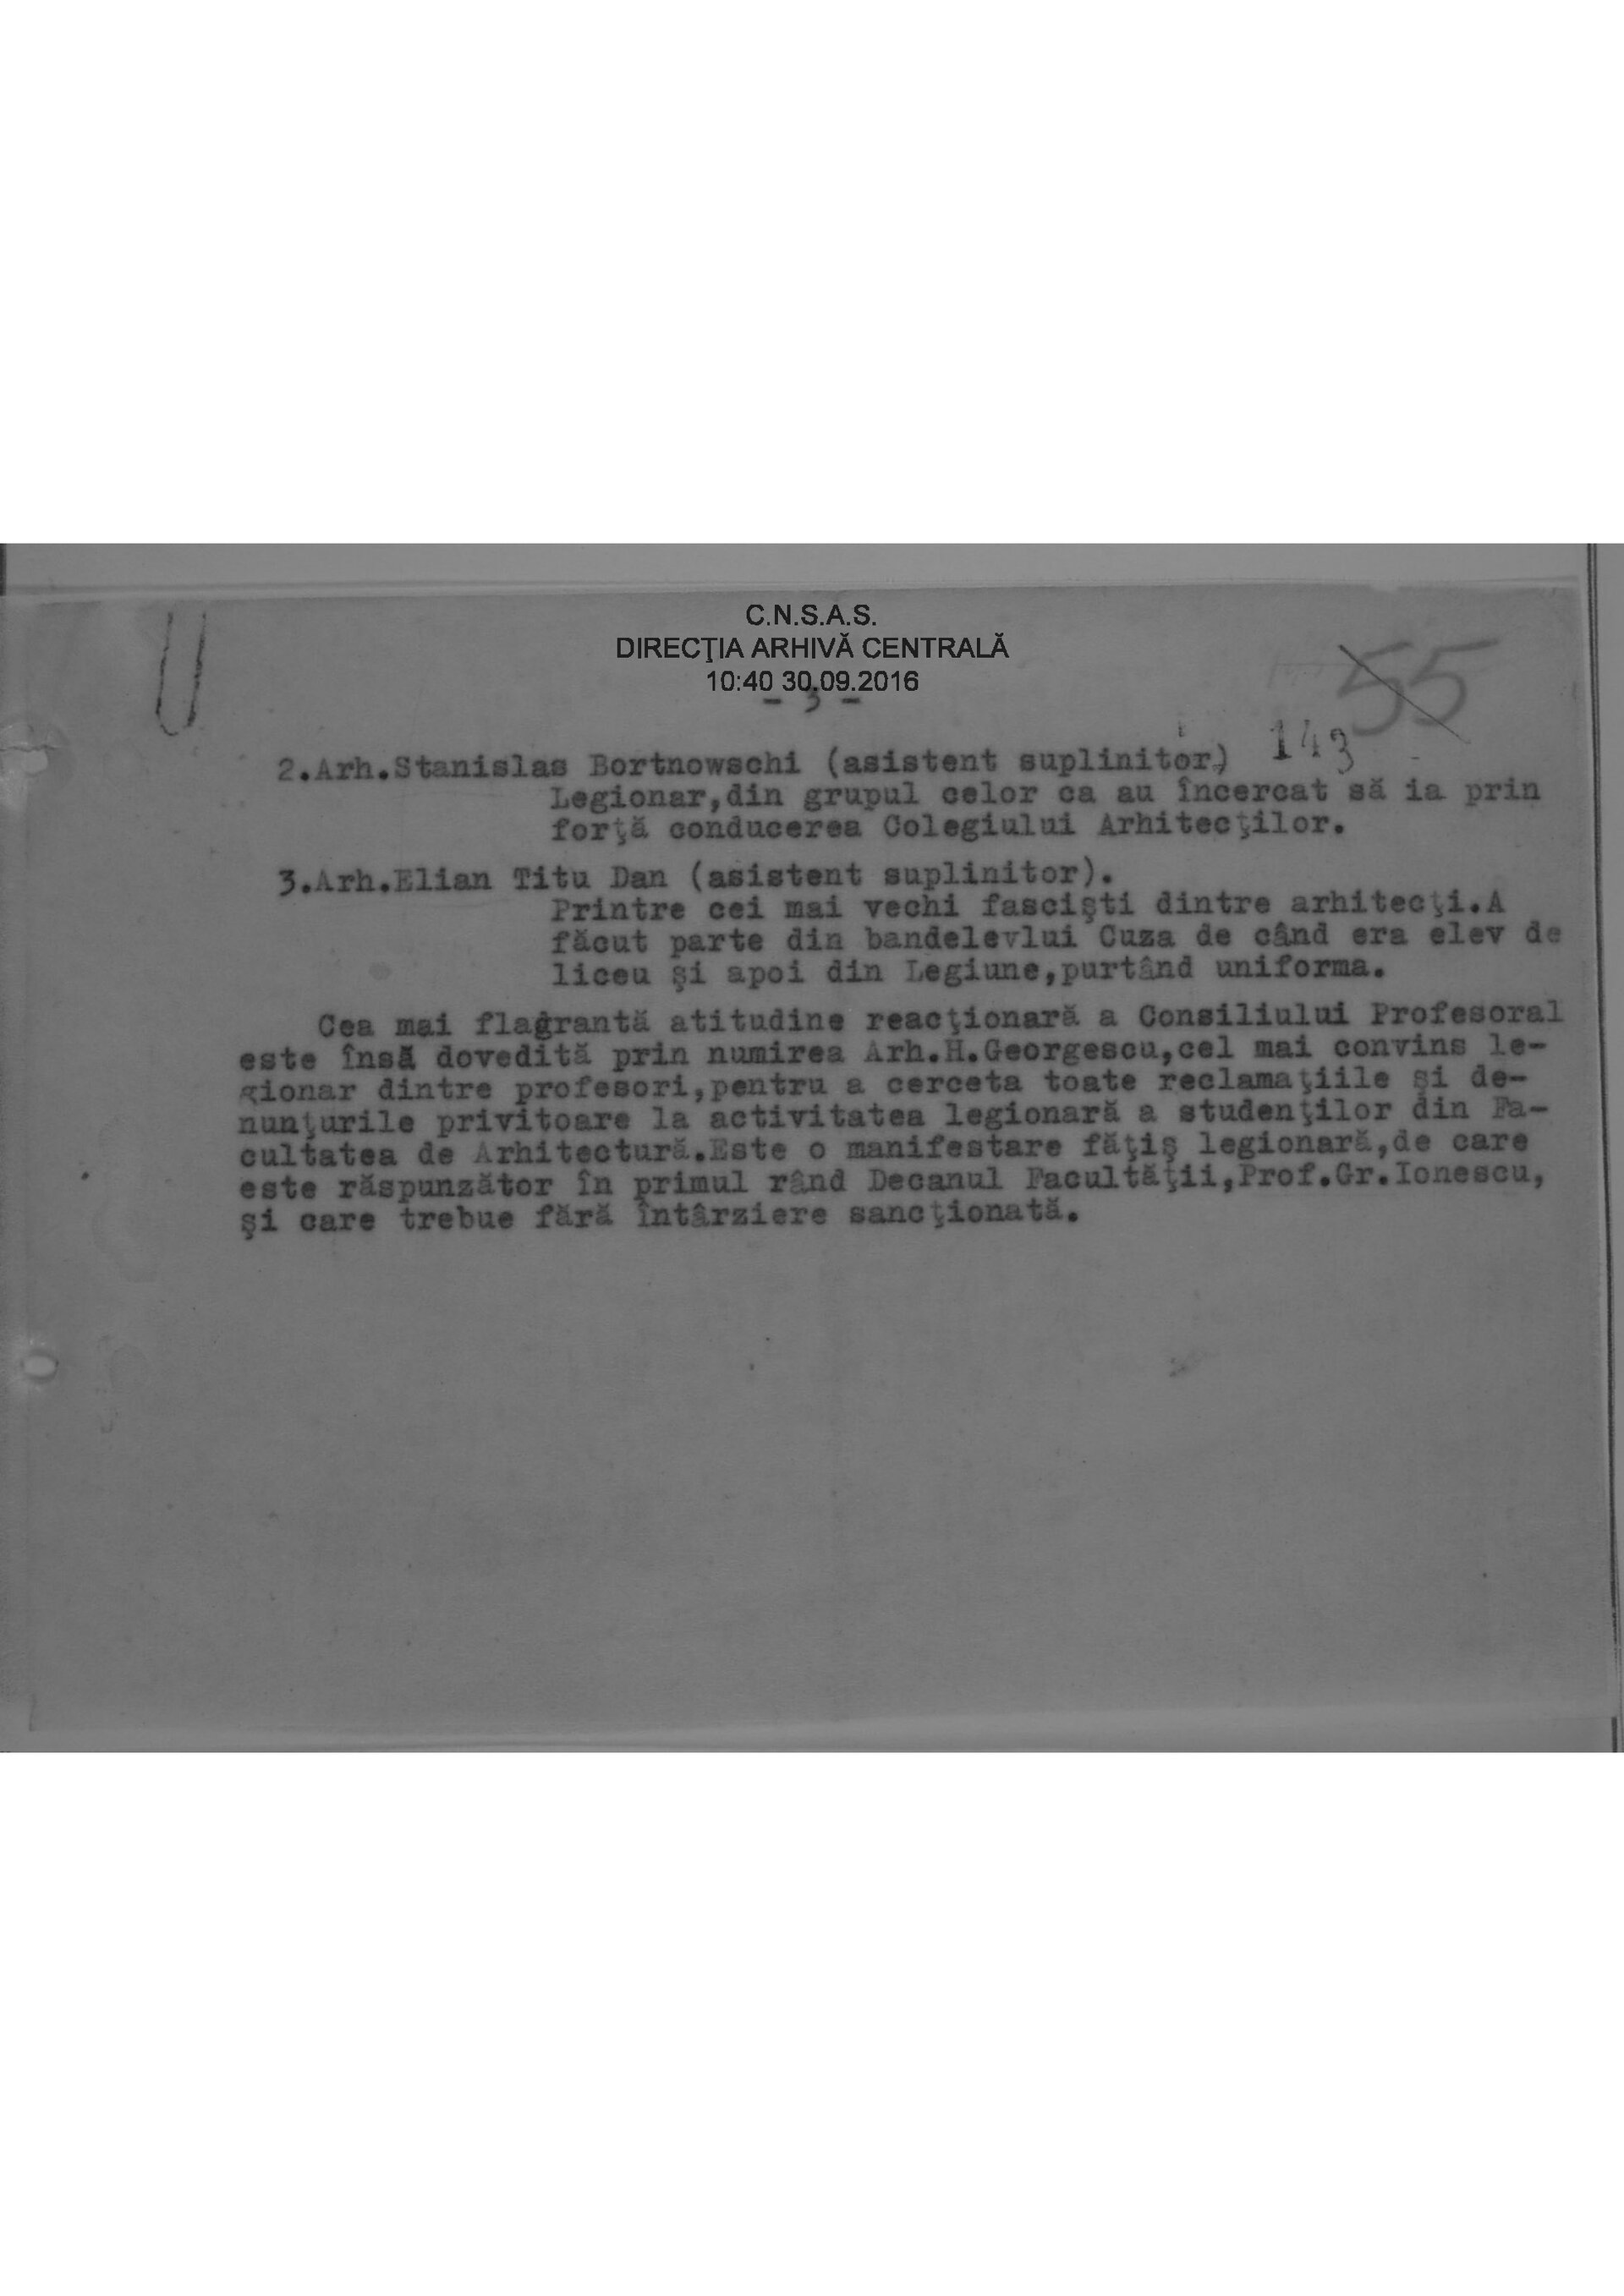 C.N.S.A.S.
DIRECŢIA ARHIVĂ CENTRALĂ
10:40 30.09.2016
- 3 -
55
143
2.Arh.Stanislas Bortnowschi (asistent suplinitor)
Legionar,din grupul celor ca au încercat să ia prin
forţă conducerea Colegiului Arhitecţilor.
3.Arh.Elian Titu Dan (asistent suplinitor).
Printre cei mai vechi fascişti dintre arhitecţi.A
făcut parte din bandelevlui Cuza de când era elev de
liceu şi apoi din Legiune,purtând uniforma.
Cea mai flagrantă atitudine reacţionară a Consiliului Profesoral
este însă dovedită prin numirea Arh.H.Georgescu,cel mai convins le-
gionar dintre profesori,pentru a cerceta toate reclamaţiile şi de-
nunţurile privitoare la activitatea legionară a studenţilor din Fa-
cultatea de Arhitectură.Este o manifestare făţiş legionară,de care
este răspunzător în primul rând Decanul Facultăţii,Prof.Gr.Ionescu,
şi care trebue fără întârziere sancţionată.